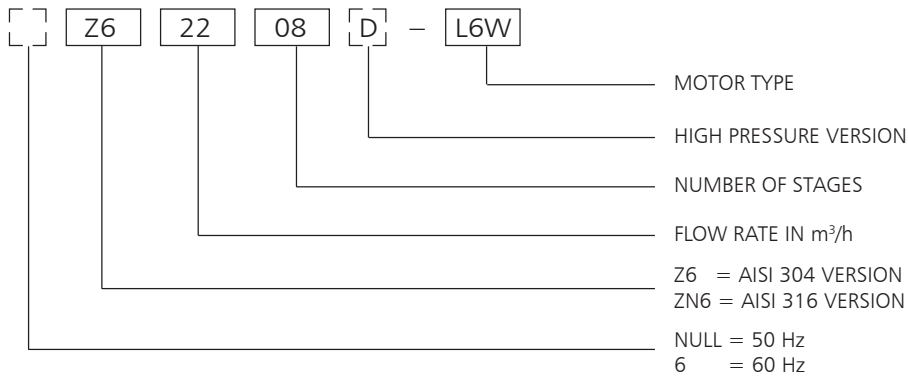 Z6 22 08 D – L6W
MOTOR TYPE
HIGH PRESSURE VERSION
NUMBER OF STAGES
FLOW RATE IN m³/h
Z6 = AISI 304 VERSION
ZN6 = AISI 316 VERSION
NULL = 50 Hz
6 = 60 Hz